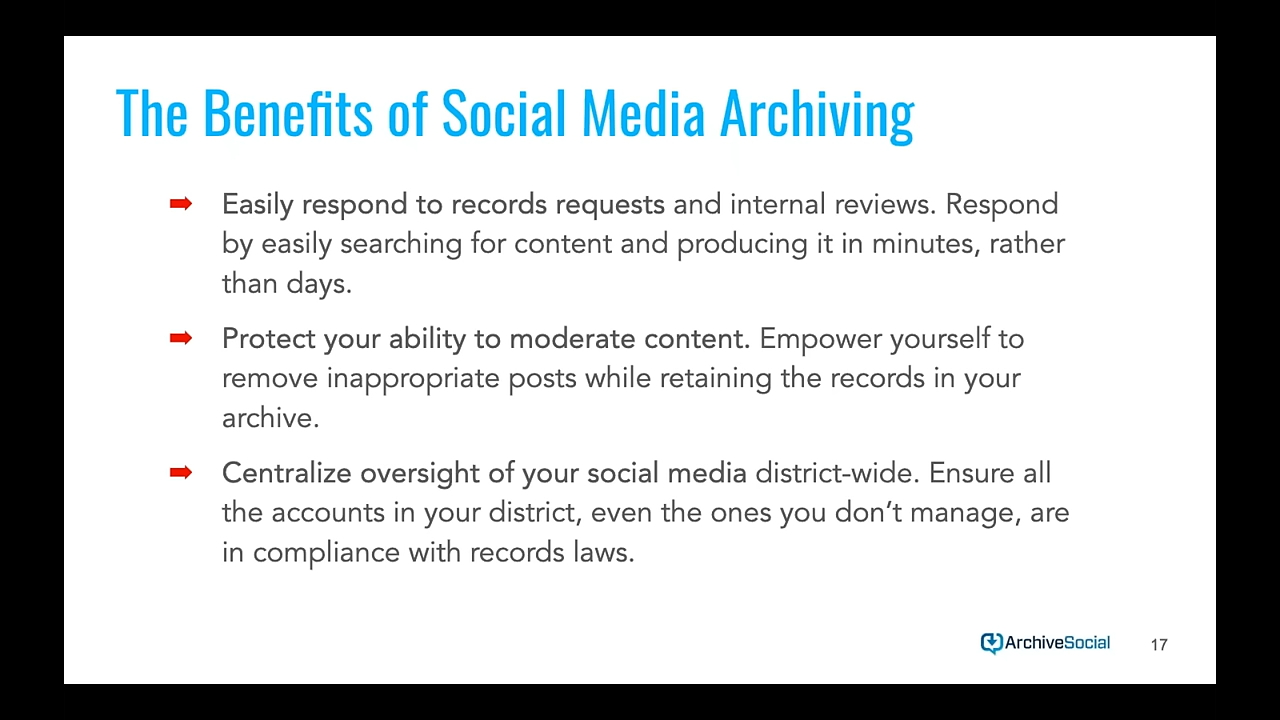 The Benefits of Social Media Archiving
Easily respond to records requests and internal reviews. Respond
by easily searching for content and producing it in minutes, rather
than days.
Protect your ability to moderate content. Empower yourself to
remove inappropriate posts while retaining the records in your
archive.
Centralize oversight of your social media district-wide. Ensure all
the accounts in your district, even the ones you don’t manage, are
in compliance with records laws.
ArchiveSocial
17